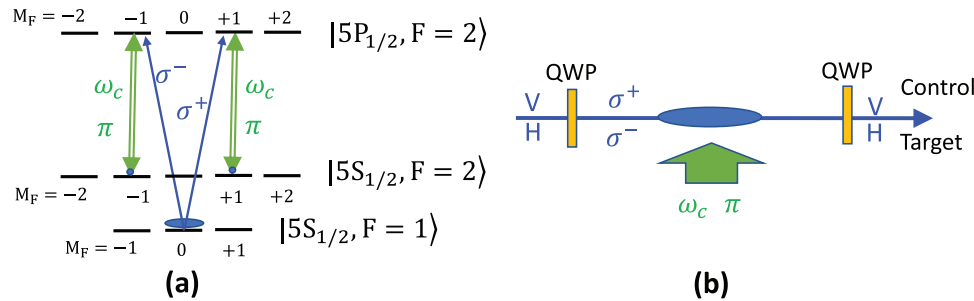 M_F = −2 −1 0 +1 +2 |5P_{1/2}, F = 2⟩
σ⁻
ω_c σ⁺ ω_c
π π
|5S_{1/2}, F = 2⟩
M_F = −2 −1 +1 +2
|5S_{1/2}, F = 1⟩
M_F = −1 0 +1
(a)
QWP QWP
V σ⁺ V Control
H σ⁻ H Target
ω_c π
(b)